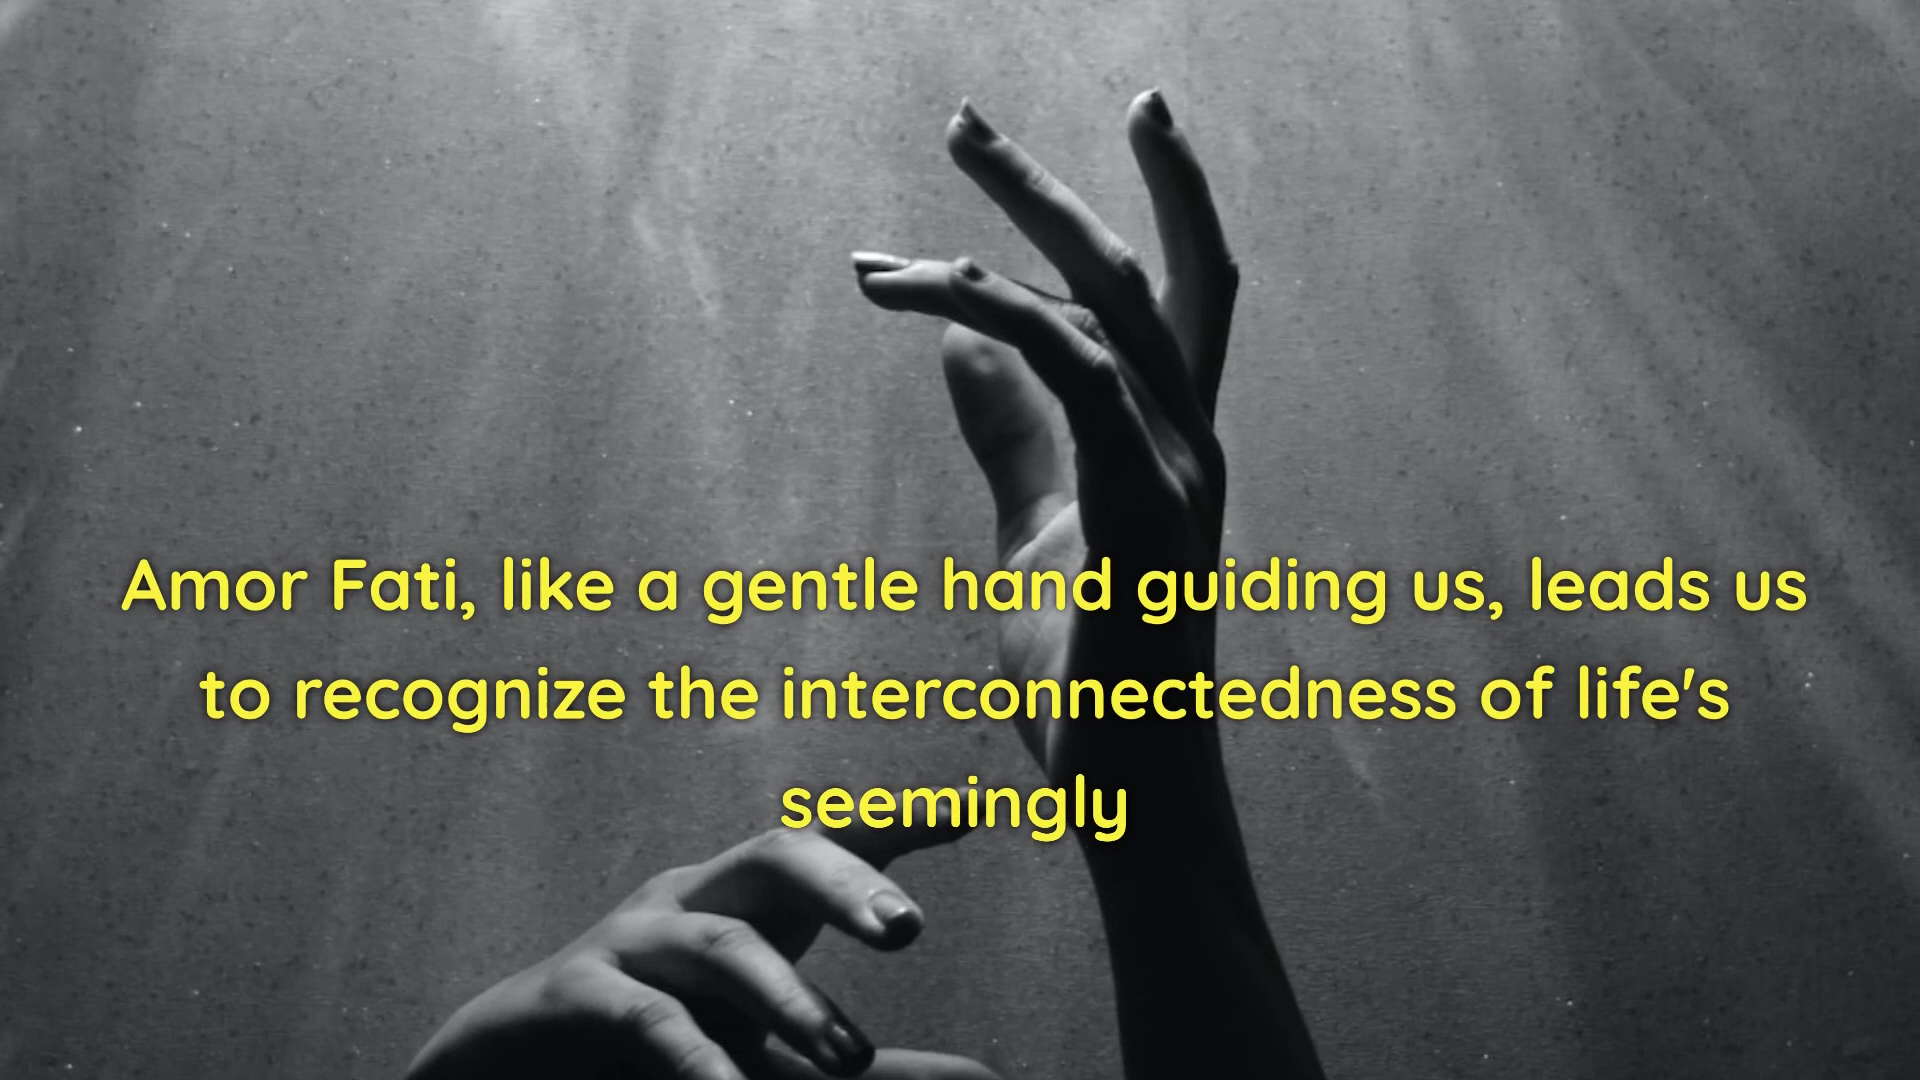 Amor Fati, like a gentle hand guiding us, leads us
to recognize the interconnectedness of life's
seemingly